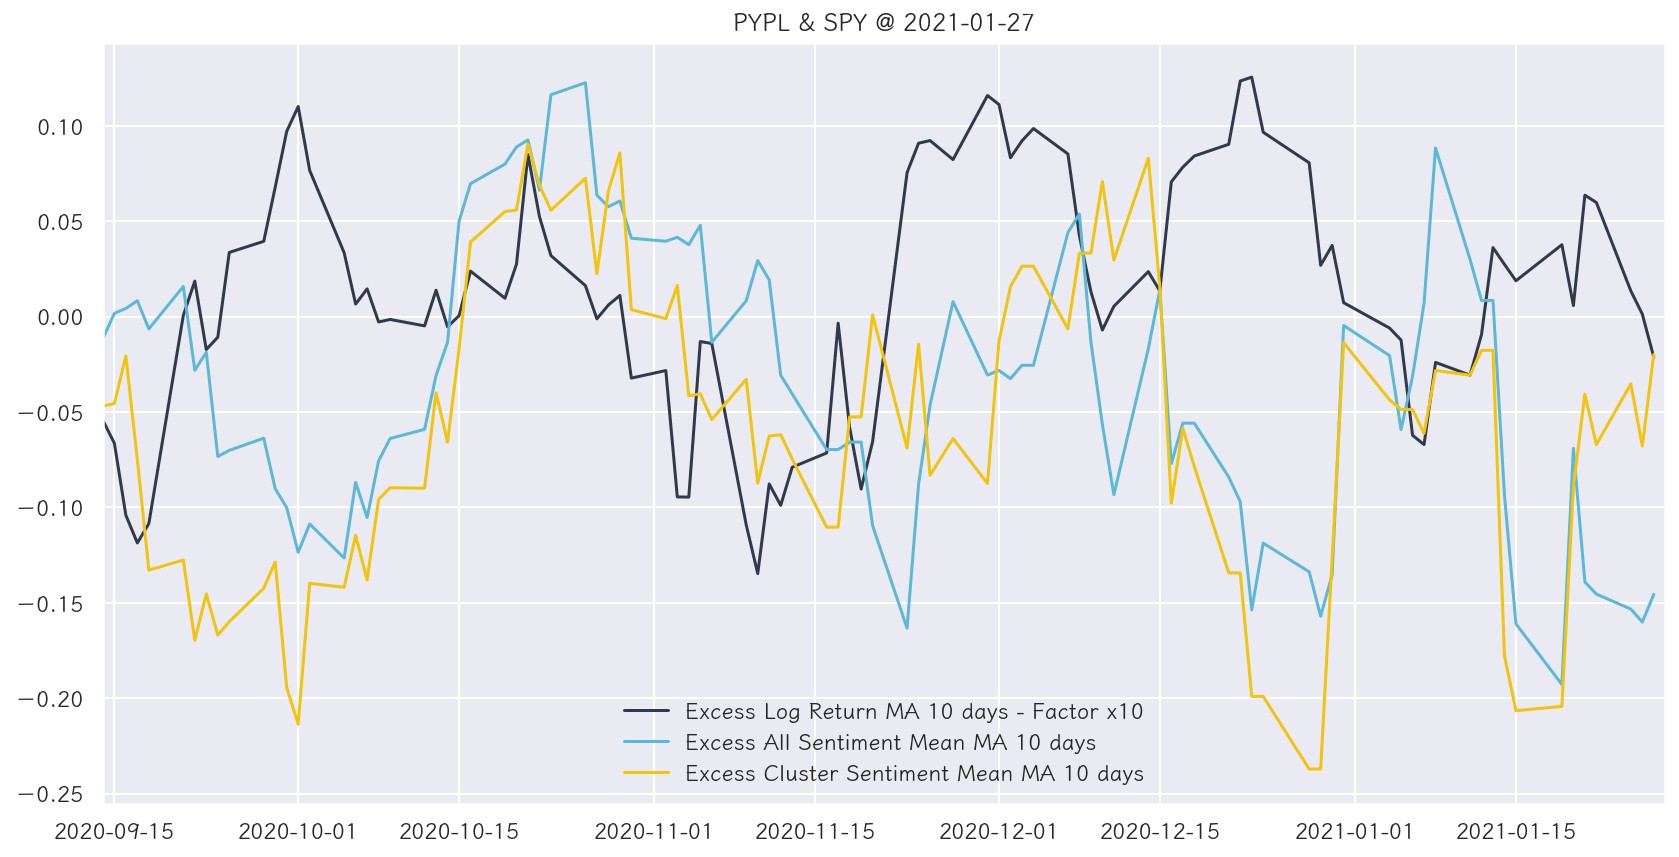 PYPL & SPY @ 2021-01-27
0.10
0.05
0.00
−0.05
−0.10
−0.15
−0.20
−0.25
Excess Log Return MA 10 days - Factor x10
Excess All Sentiment Mean MA 10 days
Excess Cluster Sentiment Mean MA 10 days
2020-09-15 2020-10-01 2020-10-15 2020-11-01 2020-11-15 2020-12-01 2020-12-15 2021-01-01 2021-01-15